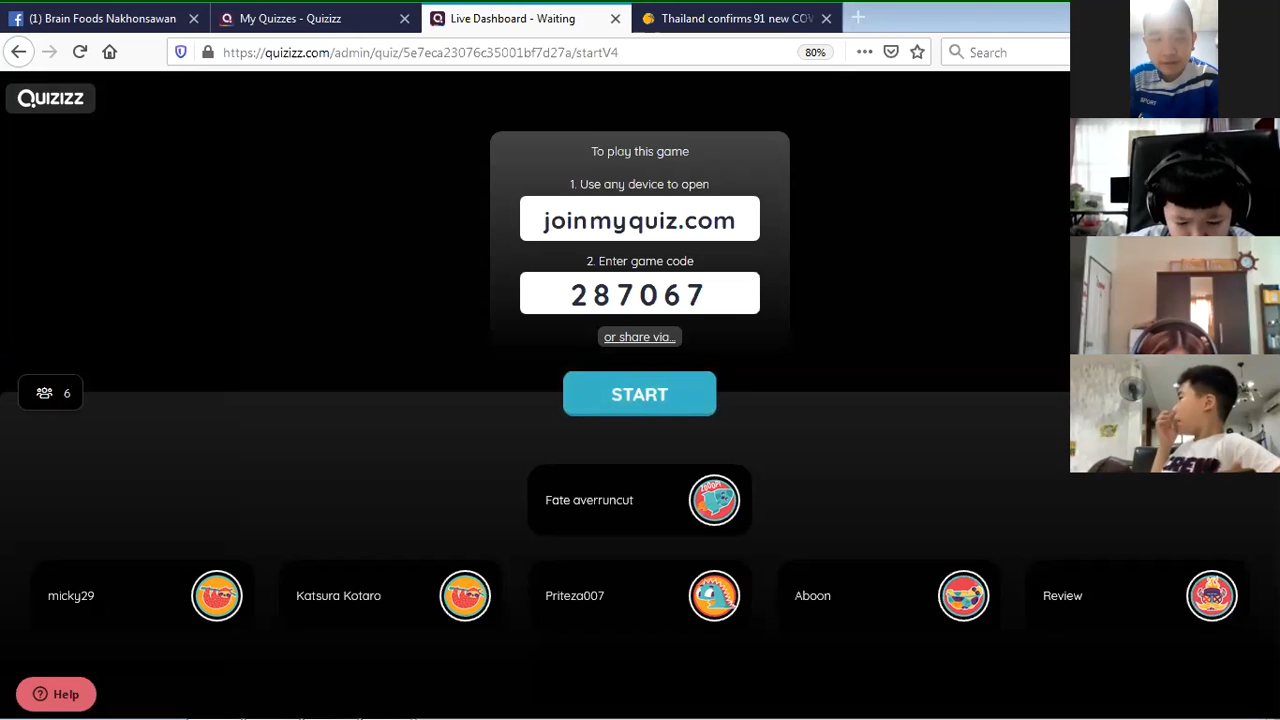 (1) Brain Foods Nakhonsawan
My Quizzes - Quizizz
Live Dashboard - Waiting
Thailand confirms 91 new COV
https://quizizz.com/admin/quiz/5e7eca23076c35001bf7d27a/startV4
80%
Search
QUIZIZZ
To play this game
1. Use any device to open
joinmyquiz.com
2. Enter game code
287067
or share via...
6
START
Fate averruncut
micky29
Katsura Kotaro
Priteza007
Aboon
Review
Help
SPORT